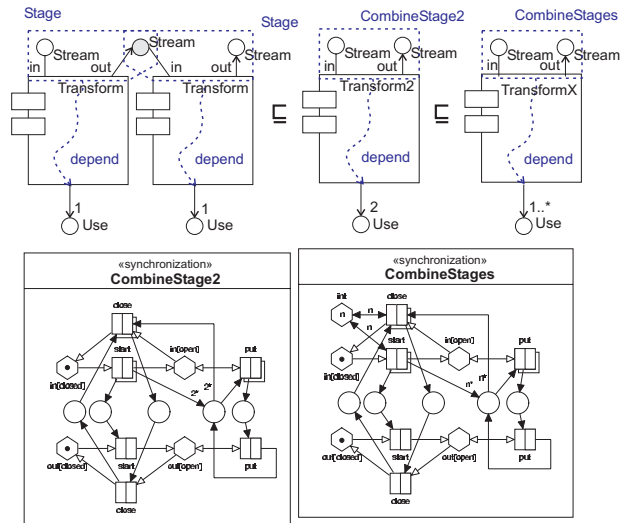 Stage
Stage
CombineStage2
CombineStages
Stream
Stream
Stream
Stream
Stream
Stream
Stream
in
out
in
out
in
out
in
out
Transform
Transform
Transform2
TransformX
⊑
⊑
depend
depend
depend
depend
1
1
2
1..*
Use
Use
Use
Use
«synchronization»
CombineStage2
close
start
in[open]
put
in[closed]
2*
2*
out[closed]
start
out[open]
put
close
«synchronization»
CombineStages
int
n
n
n
close
start
in[open]
put
in[closed]
n*
n*
out[closed]
start
out[open]
put
close